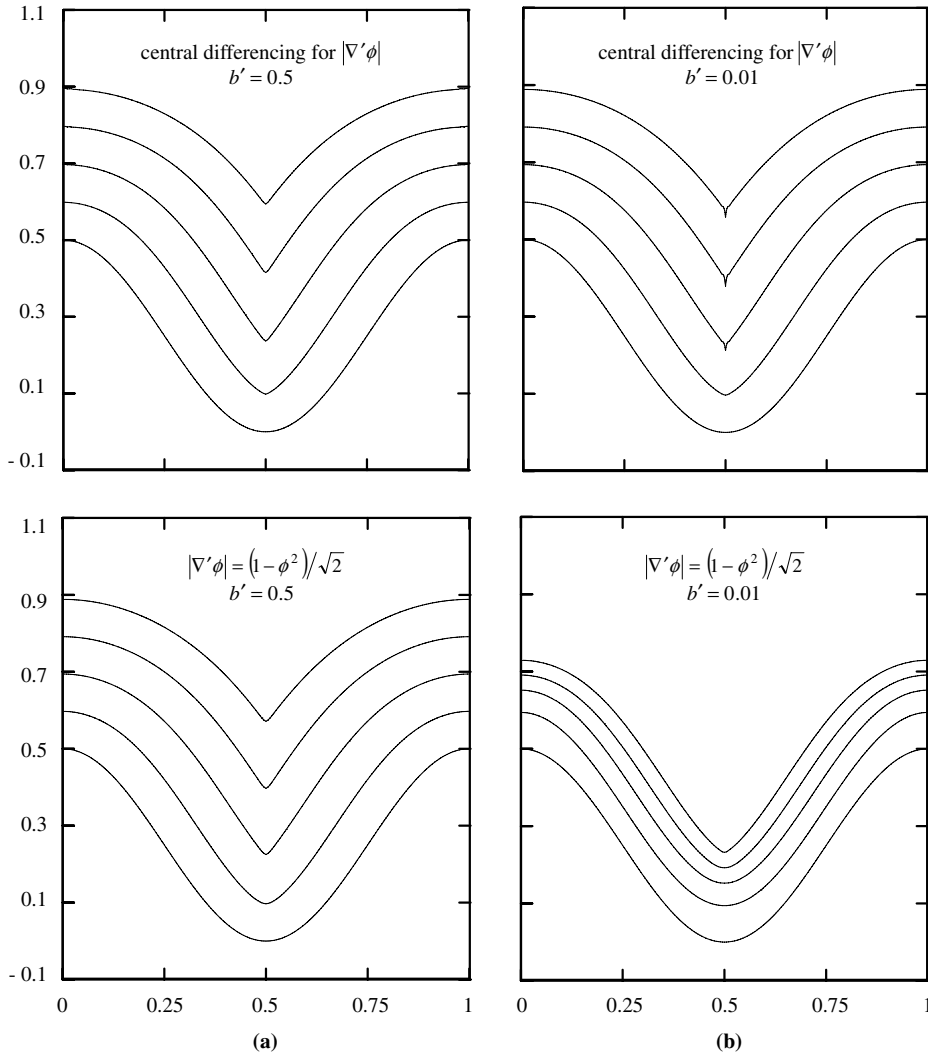 1.1
0.9
0.7
0.5
0.3
0.1
- 0.1
central differencing for |∇′ϕ|
b′ = 0.5
central differencing for |∇′ϕ|
b′ = 0.01
1.1
0.9
0.7
0.5
0.3
0.1
- 0.1
|∇′ϕ| = (1 − ϕ²)/√2
b′ = 0.5
|∇′ϕ| = (1 − ϕ²)/√2
b′ = 0.01
0 0.25 0.5 0.75 1
0 0.25 0.5 0.75 1
(a)
(b)